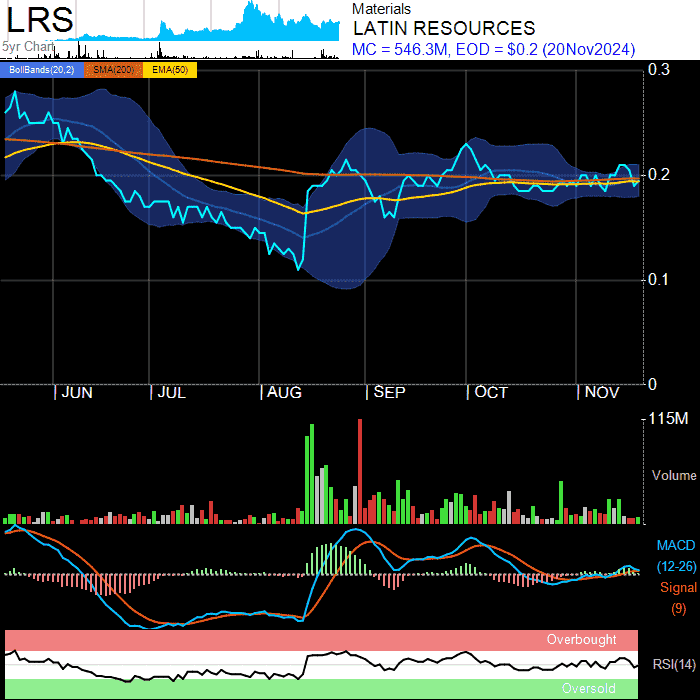 LRS
5yr Chart
Materials
LATIN RESOURCES
MC = 546.3M, EOD = $0.2 (20Nov2024)
BollBands(20,2) SMA(200) EMA(50)
0.3
0.2
0.1
0
JUN JUL AUG SEP OCT NOV
115M
Volume
MACD
(12-26)
Signal
(9)
Overbought
RSI(14)
Oversold